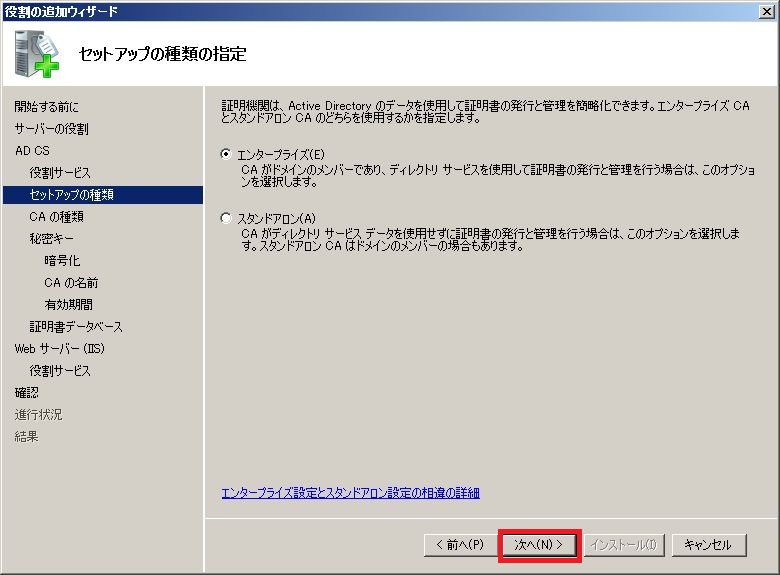 役割の追加ウィザード
セットアップの種類の指定
開始する前に
サーバーの役割
AD CS
役割サービス
セットアップの種類
CA の種類
秘密キー
暗号化
CA の名前
有効期間
証明書データベース
Web サーバー (IIS)
役割サービス
確認
進行状況
結果
証明機関は、Active Directory のデータを使用して証明書の発行と管理を簡略化できます。エンタープライズ CA
とスタンドアロン CA のどちらを使用するかを指定します。
エンタープライズ(E)
CA がドメインのメンバーであり、ディレクトリ サービスを使用して証明書の発行と管理を行う場合は、このオプショ
ンを選択します。
スタンドアロン(A)
CA がディレクトリ サービス データを使用せずに証明書の発行と管理を行う場合は、このオプションを選択しま
す。スタンドアロン CA はドメインのメンバーの場合もあります。
エンタープライズ設定とスタンドアロン設定の相違の詳細
< 前へ(P)
次へ(N) >
インストール(I)
キャンセル